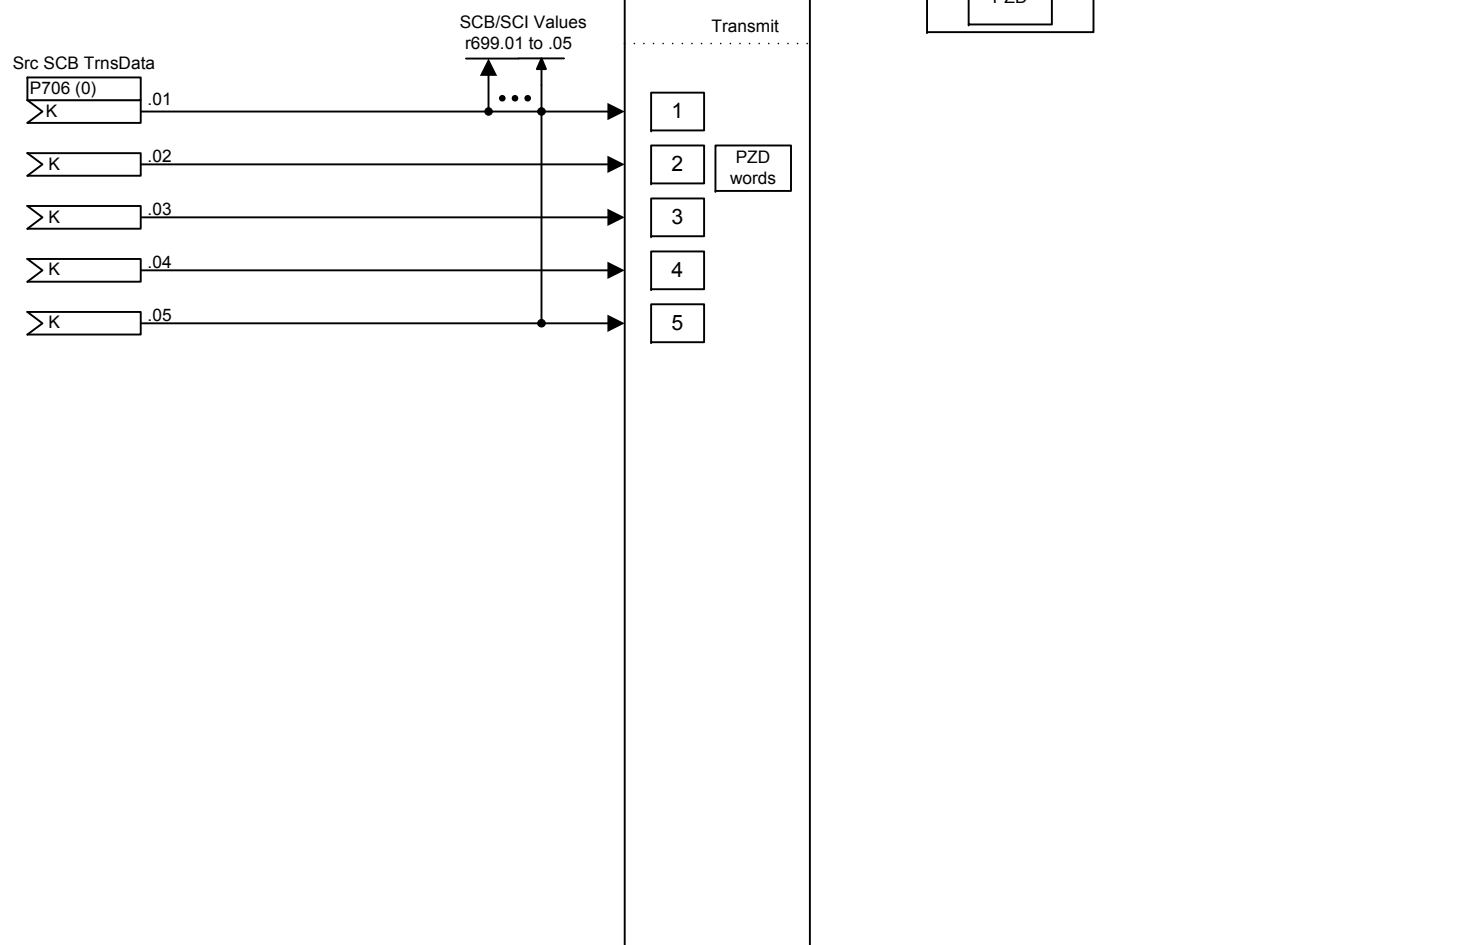 SCB/SCI Values
r699.01 to .05
Transmit
PZD
Src SCB TrnsData
P706 (0)
K
.01
1
K
.02
2
PZD
words
K
.03
3
K
.04
4
K
.05
5